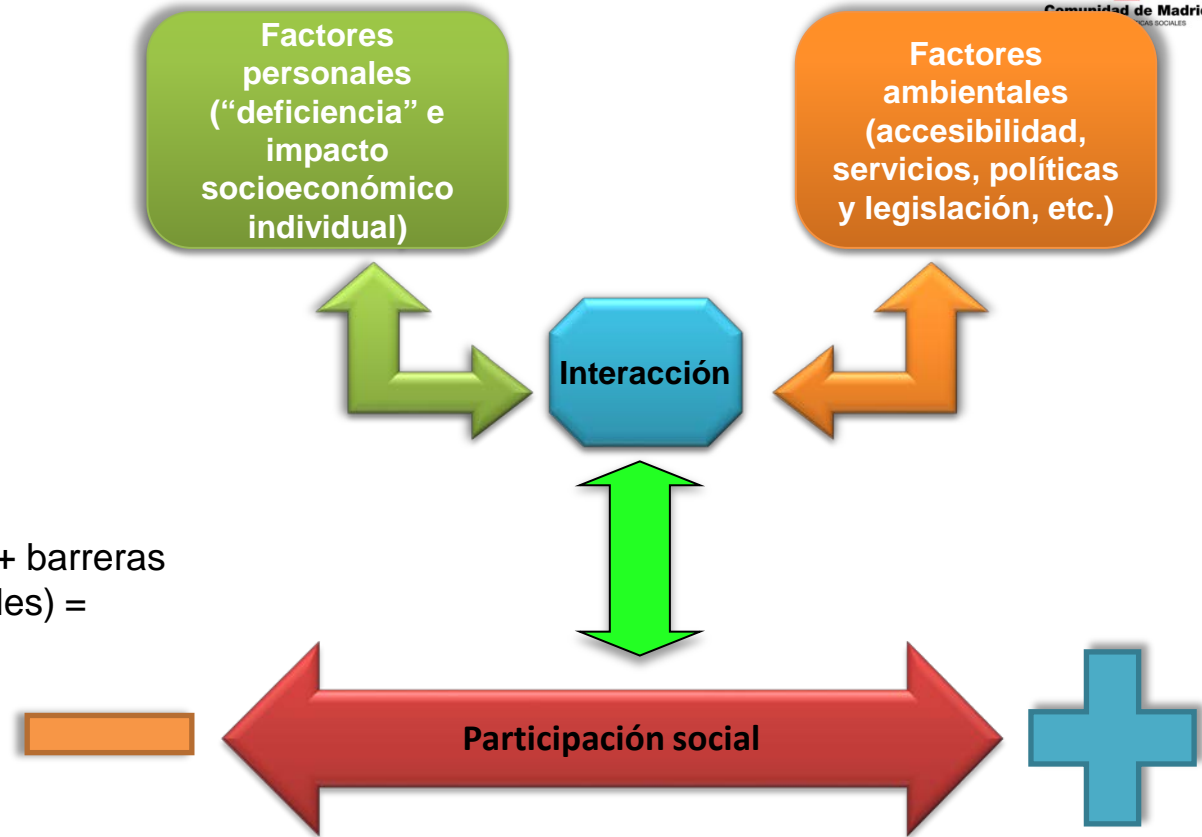 Comunidad de Madrid
Factores
personales
(“deficiencia” e
impacto
socioeconómico
individual)
Factores
ambientales
(accesibilidad,
servicios, políticas
y legislación, etc.)
Interacción
+ barreras
les) =
Participación social